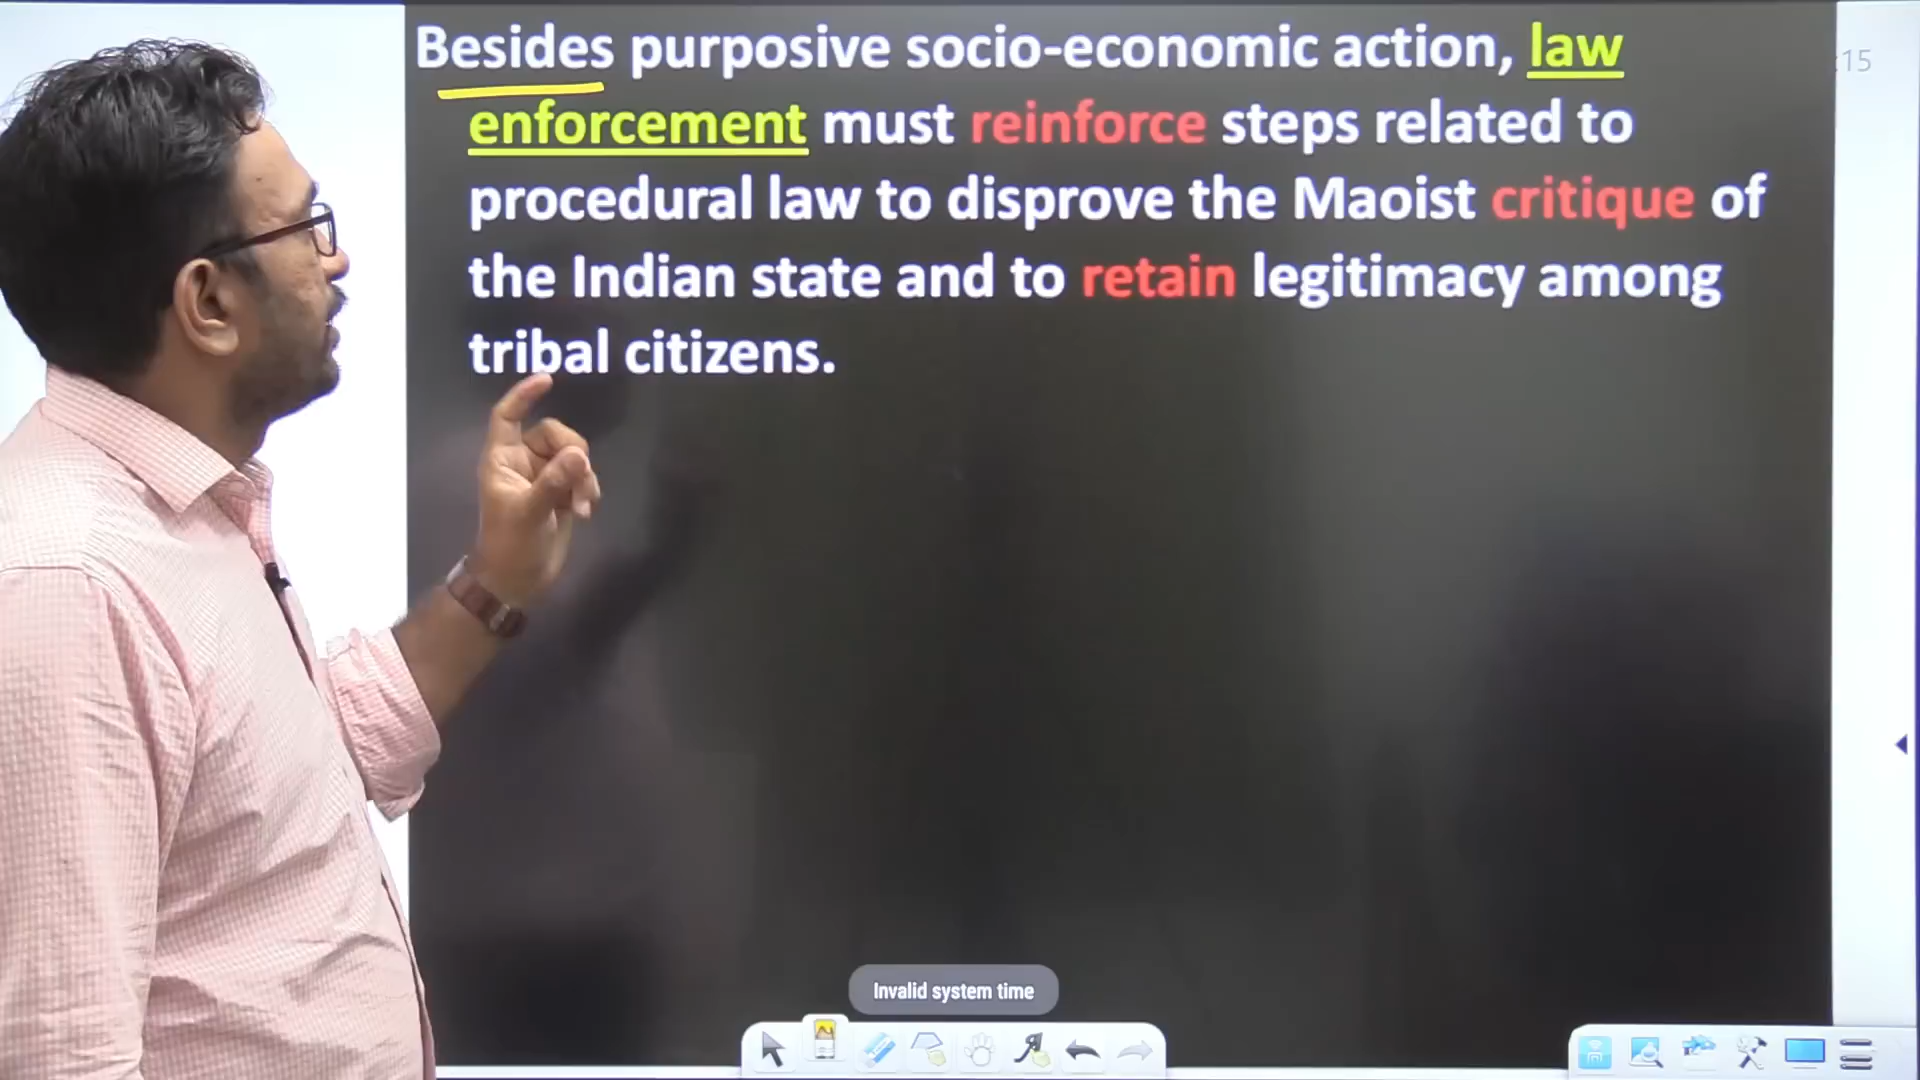 Besides purposive socio-economic action, law
:15
enforcement must reinforce steps related to
procedural law to disprove the Maoist critique of
the Indian state and to retain legitimacy among
tribal citizens.
Invalid system time